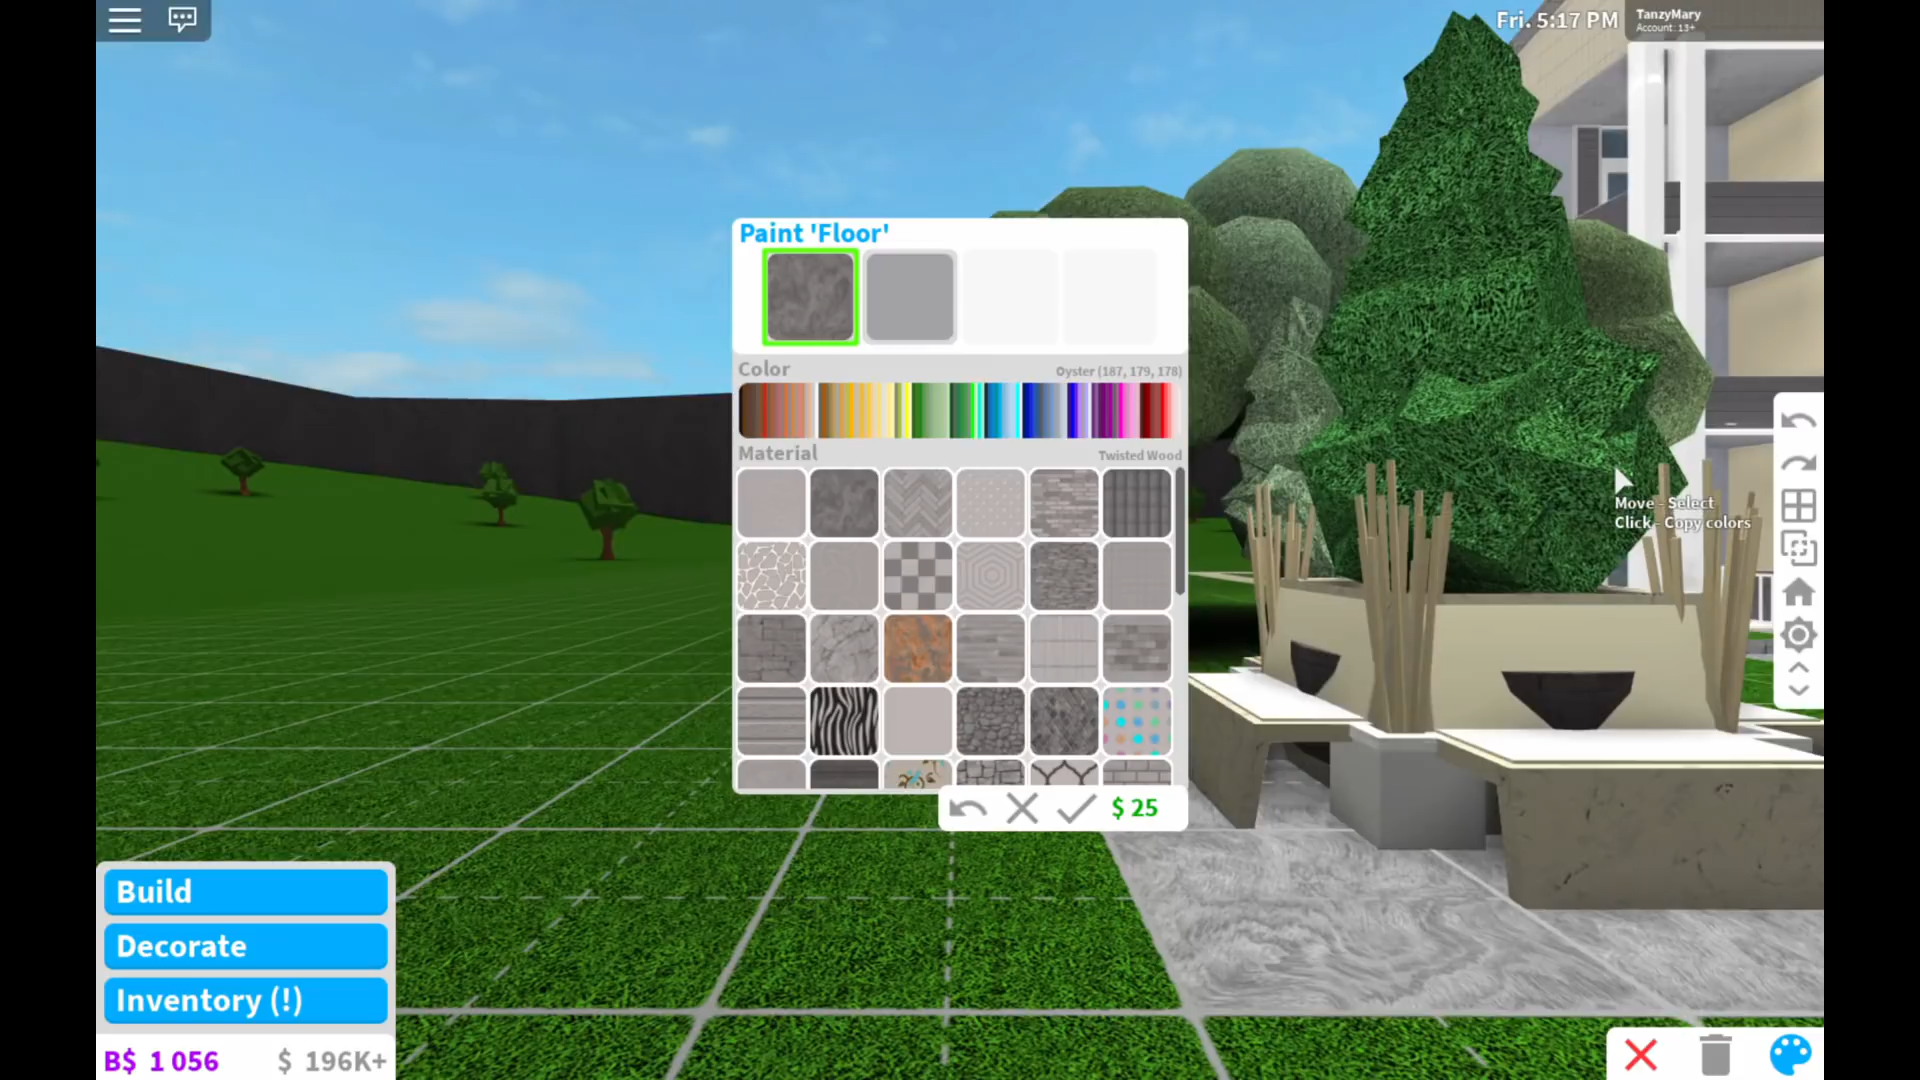 Fri. 5:17 PM
TanzyMary
Account: 13+
Paint 'Floor'
Color
Oyster (187, 179, 178)
Material
Twisted Wood
Move - Select
Click - Copy colors
$ 25
Build
Decorate
Inventory (!)
B$ 1 056
$ 196K+